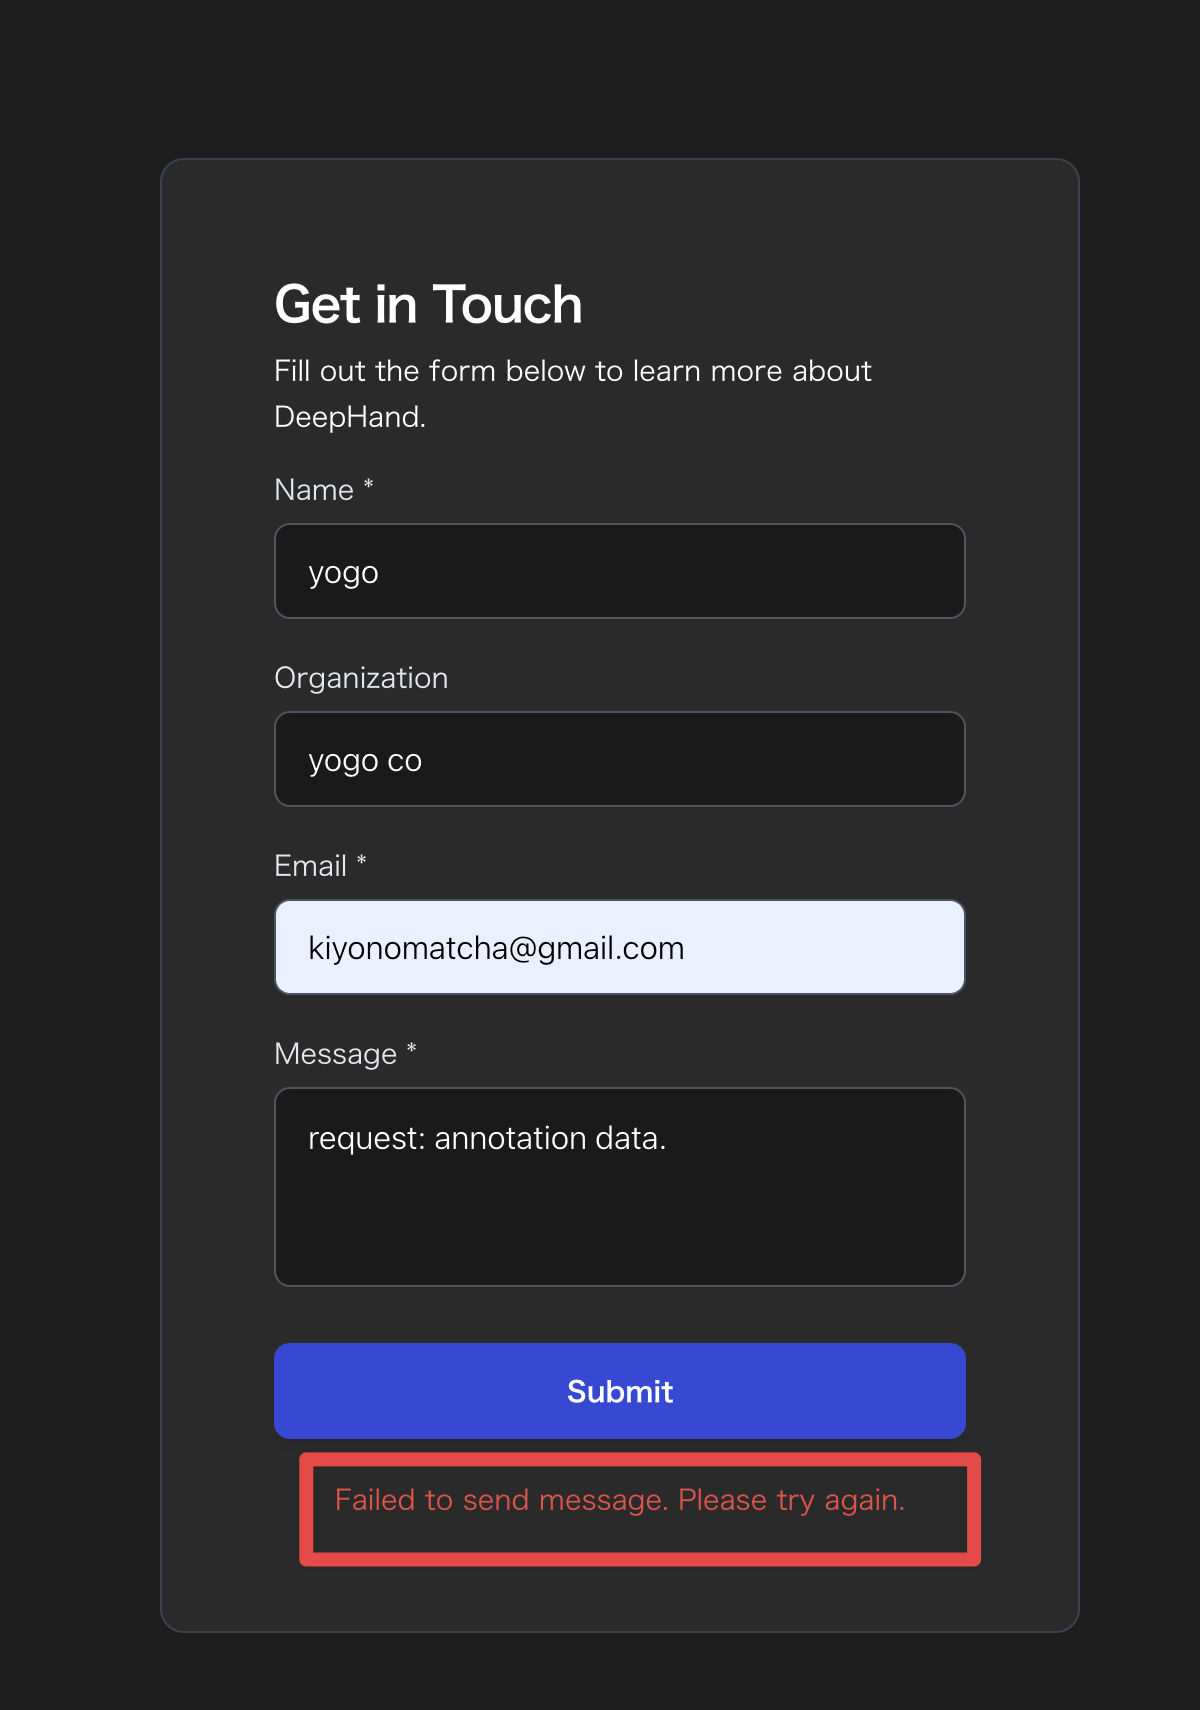 Get in Touch
Fill out the form below to learn more about
DeepHand.
Name *
yogo
Organization
yogo co
Email *
kiyonomatcha@gmail.com
Message *
request: annotation data.
Submit
Failed to send message. Please try again.